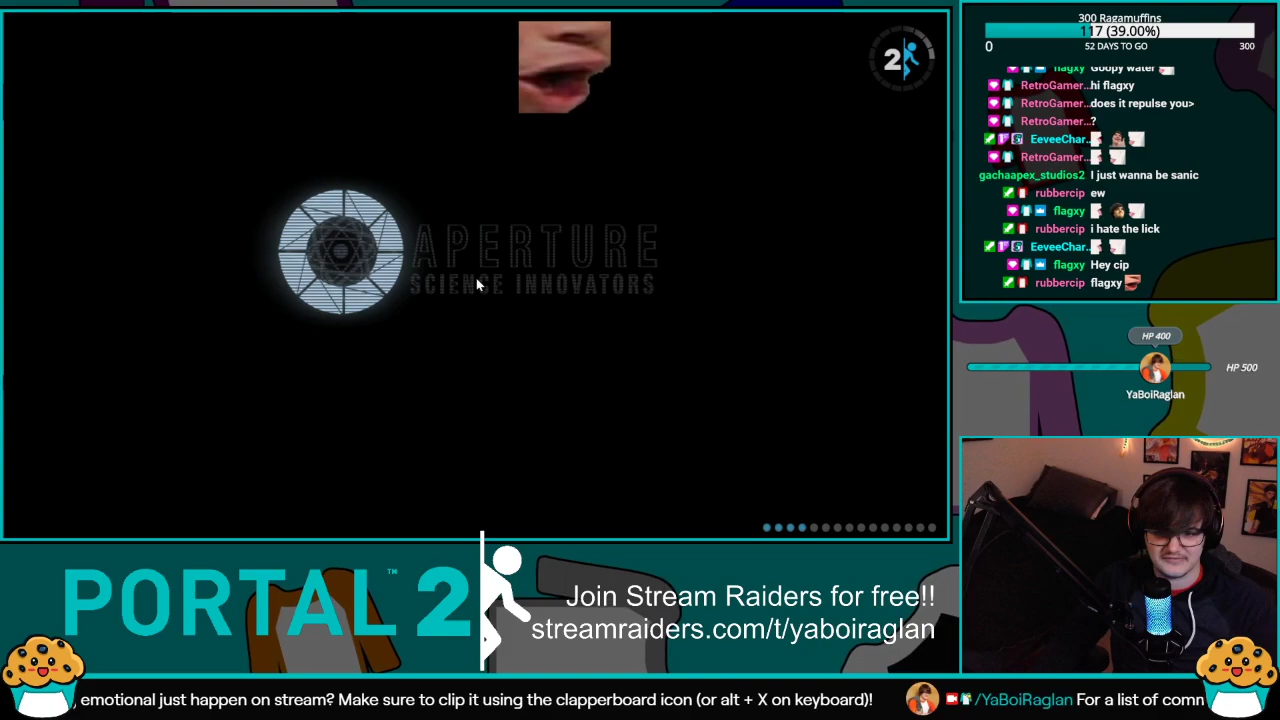 2
APERTURE
SCIENCE INNOVATORS
300 Ragamuffins
117 (39.00%)
0
52 DAYS TO GO
300
flagxy Goopy water
RetroGamer... hi flagxy
RetroGamer... does it repulse you>
RetroGamer... ?
EeveeChar...
RetroGamer...
gachaapex_studios2 I just wanna be sanic
rubbercip ew
flagxy
rubbercip i hate the lick
EeveeChar...
flagxy Hey cip
rubbercip flagxy
HP 400
HP 500
YaBoiRaglan
PORTAL™ 2
Join Stream Raiders for free!!
streamraiders.com/t/yaboiraglan
emotional just happen on stream? Make sure to clip it using the clapperboard icon (or alt + X on keyboard)! /YaBoiRaglan For a list of